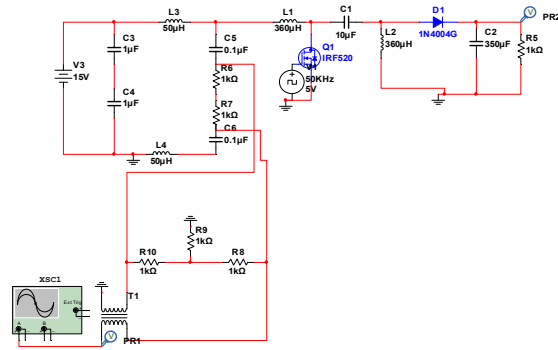 L3
50µH
L1
360µH
C1
10µF
D1
1N4004G
PR2
C3
1µF
C5
0.1µF
Q1
IRF520
L2
360µH
C2
350µF
R5
1kΩ
V3
15V
R6
1kΩ
50KHz
5V
C4
1µF
R7
1kΩ
C6
0.1µF
L4
50µH
R9
1kΩ
R10
1kΩ
R8
1kΩ
XSC1
Ext Trig
T1
A
B
PR1